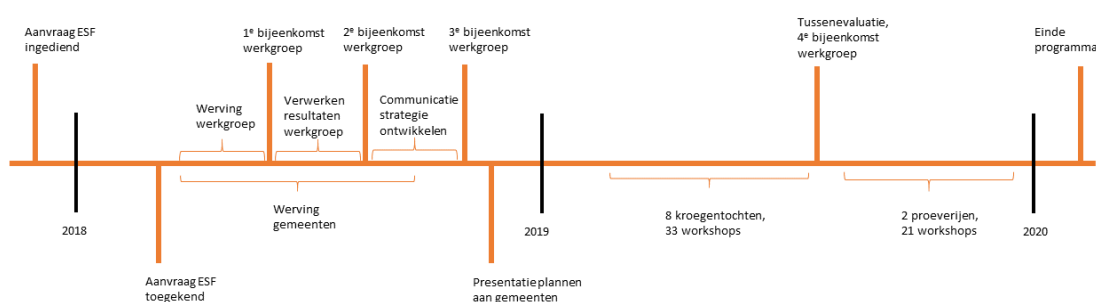 Aanvraag ESF
ingediend
1e bijeenkomst
werkgroep
2e bijeenkomst
werkgroep
3e bijeenkomst
werkgroep
Tussenevaluatie,
4e bijeenkomst
werkgroep
Einde
programma
Werving
werkgroep
Verwerken
resultaten
werkgroep
Communicatie
strategie
ontwikkelen
2018
Werving
gemeenten
2019
8 kroegentochten,
33 workshops
2 proeverijen,
21 workshops
2020
Aanvraag ESF
toegekend
Presentatie plannen
aan gemeenten